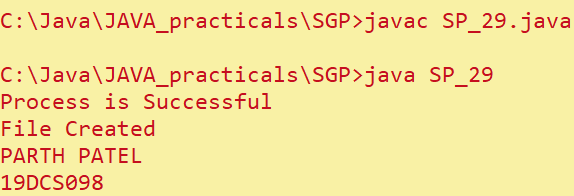 C:\Java\JAVA_practicals\SGP>javac SP_29.java
C:\Java\JAVA_practicals\SGP>java SP_29
Process is Successful
File Created
PARTH PATEL
19DCS098